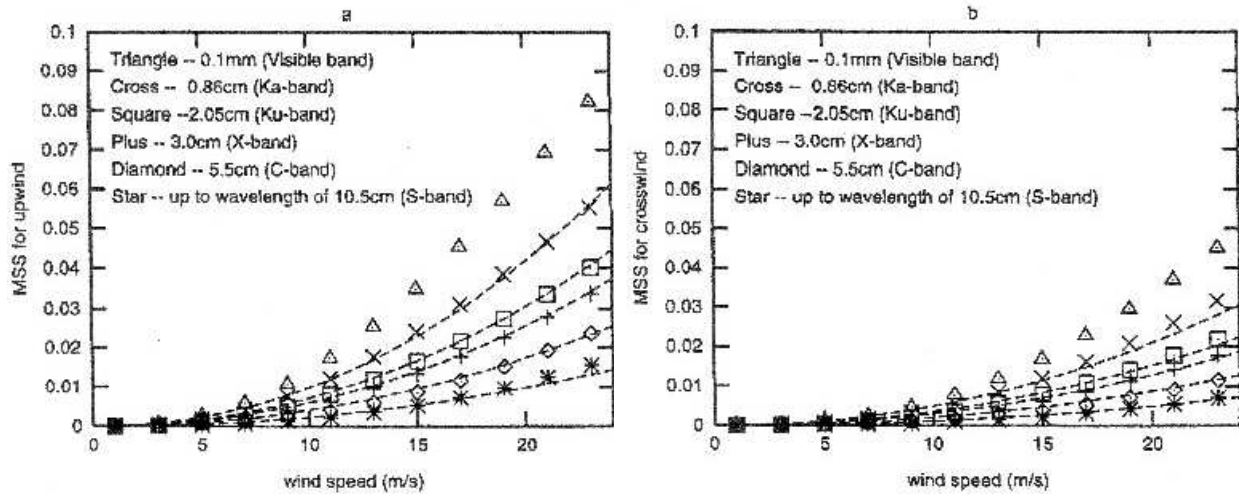 a
0.1
0.09
0.08
0.07
0.06
0.05
0.04
0.03
0.02
0.01
0
MSS for upwind
Triangle -- 0.1mm (Visible band)
Cross -- 0.86cm (Ka-band)
Square --2.05cm (Ku-band)
Plus -- 3.0cm (X-band)
Diamond -- 5.5cm (C-band)
Star -- up to wavelength of 10.5cm (S-band)
0 5 10 15 20
wind speed (m/s)
b
0.1
0.09
0.08
0.07
0.06
0.05
0.04
0.03
0.02
0.01
0
MSS for crosswind
Triangle -- 0.1mm (Visible band)
Cross -- 0.86cm (Ka-band)
Square --2.05cm (Ku-band)
Plus -- 3.0cm (X-band)
Diamond -- 5.5cm (C-band)
Star -- up to wavelength of 10.5cm (S-band)
0 5 10 15 20
wind speed (m/s)